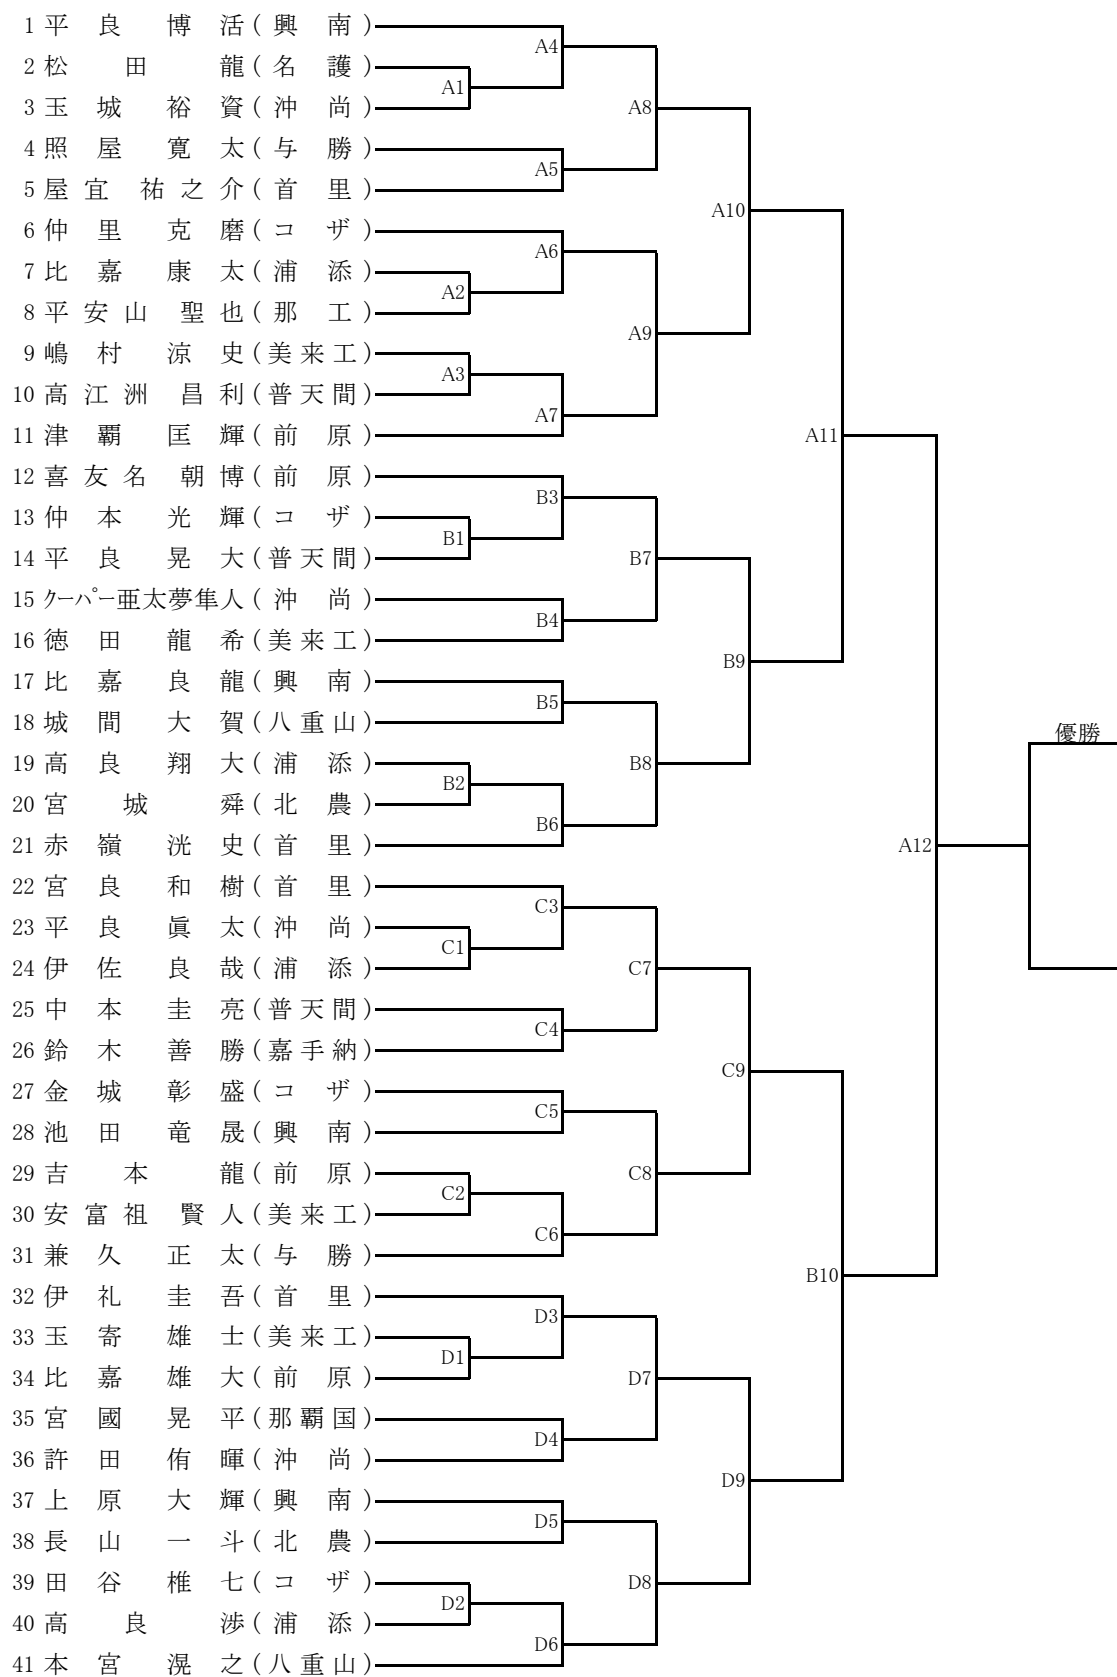 1 平良博活(興南)
A4
2 松田龍(名護)
A1
3 玉城裕資(沖尚)
A8
4 照屋寛太(与勝)
A5
5 屋宜祐之介(首里)
A10
6 仲里克磨(コザ)
A6
7 比嘉康太(浦添)
A2
8 平安山聖也(那工)
A9
9 嶋村涼史(美来工)
A3
10 高江洲昌利(普天間)
A7
11 津覇匡輝(前原)
A11
12 喜友名朝博(前原)
B3
13 仲本光輝(コザ)
B1
14 平良晃大(普天間)
B7
15 クーパー亜太夢隼人(沖尚)
B4
16 徳田龍希(美来工)
B9
17 比嘉良龍(興南)
B5
18 城間大賀(八重山)
優勝
19 高良翔大(浦添)
B8
B2
20 宮城舜(北農)
B6
21 赤嶺洸史(首里)
A12
22 宮良和樹(首里)
C3
23 平良眞太(沖尚)
C1
24 伊佐良哉(浦添)
C7
25 中本圭亮(普天間)
C4
26 鈴木善勝(嘉手納)
C9
27 金城彰盛(コザ)
C5
28 池田竜晟(興南)
29 吉本龍(前原)
C8
C2
30 安富祖賢人(美来工)
C6
31 兼久正太(与勝)
B10
32 伊礼圭吾(首里)
D3
33 玉寄雄士(美来工)
D1
34 比嘉雄大(前原)
D7
35 宮國晃平(那覇国)
D4
36 許田侑暉(沖尚)
D9
37 上原大輝(興南)
D5
38 長山一斗(北農)
39 田谷椎七(コザ)
D8
D2
40 高良渉(浦添)
D6
41 本宮滉之(八重山)